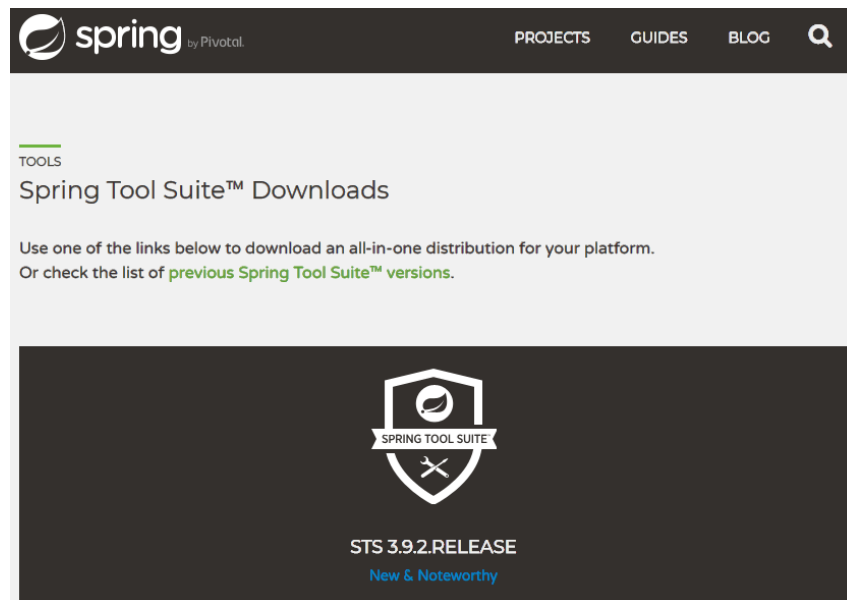 spring by Pivotal.
PROJECTS GUIDES BLOG
TOOLS
Spring Tool Suite™ Downloads
Use one of the links below to download an all-in-one distribution for your platform.
Or check the list of previous Spring Tool Suite™ versions.
SPRING TOOL SUITE™
STS 3.9.2.RELEASE
New & Noteworthy